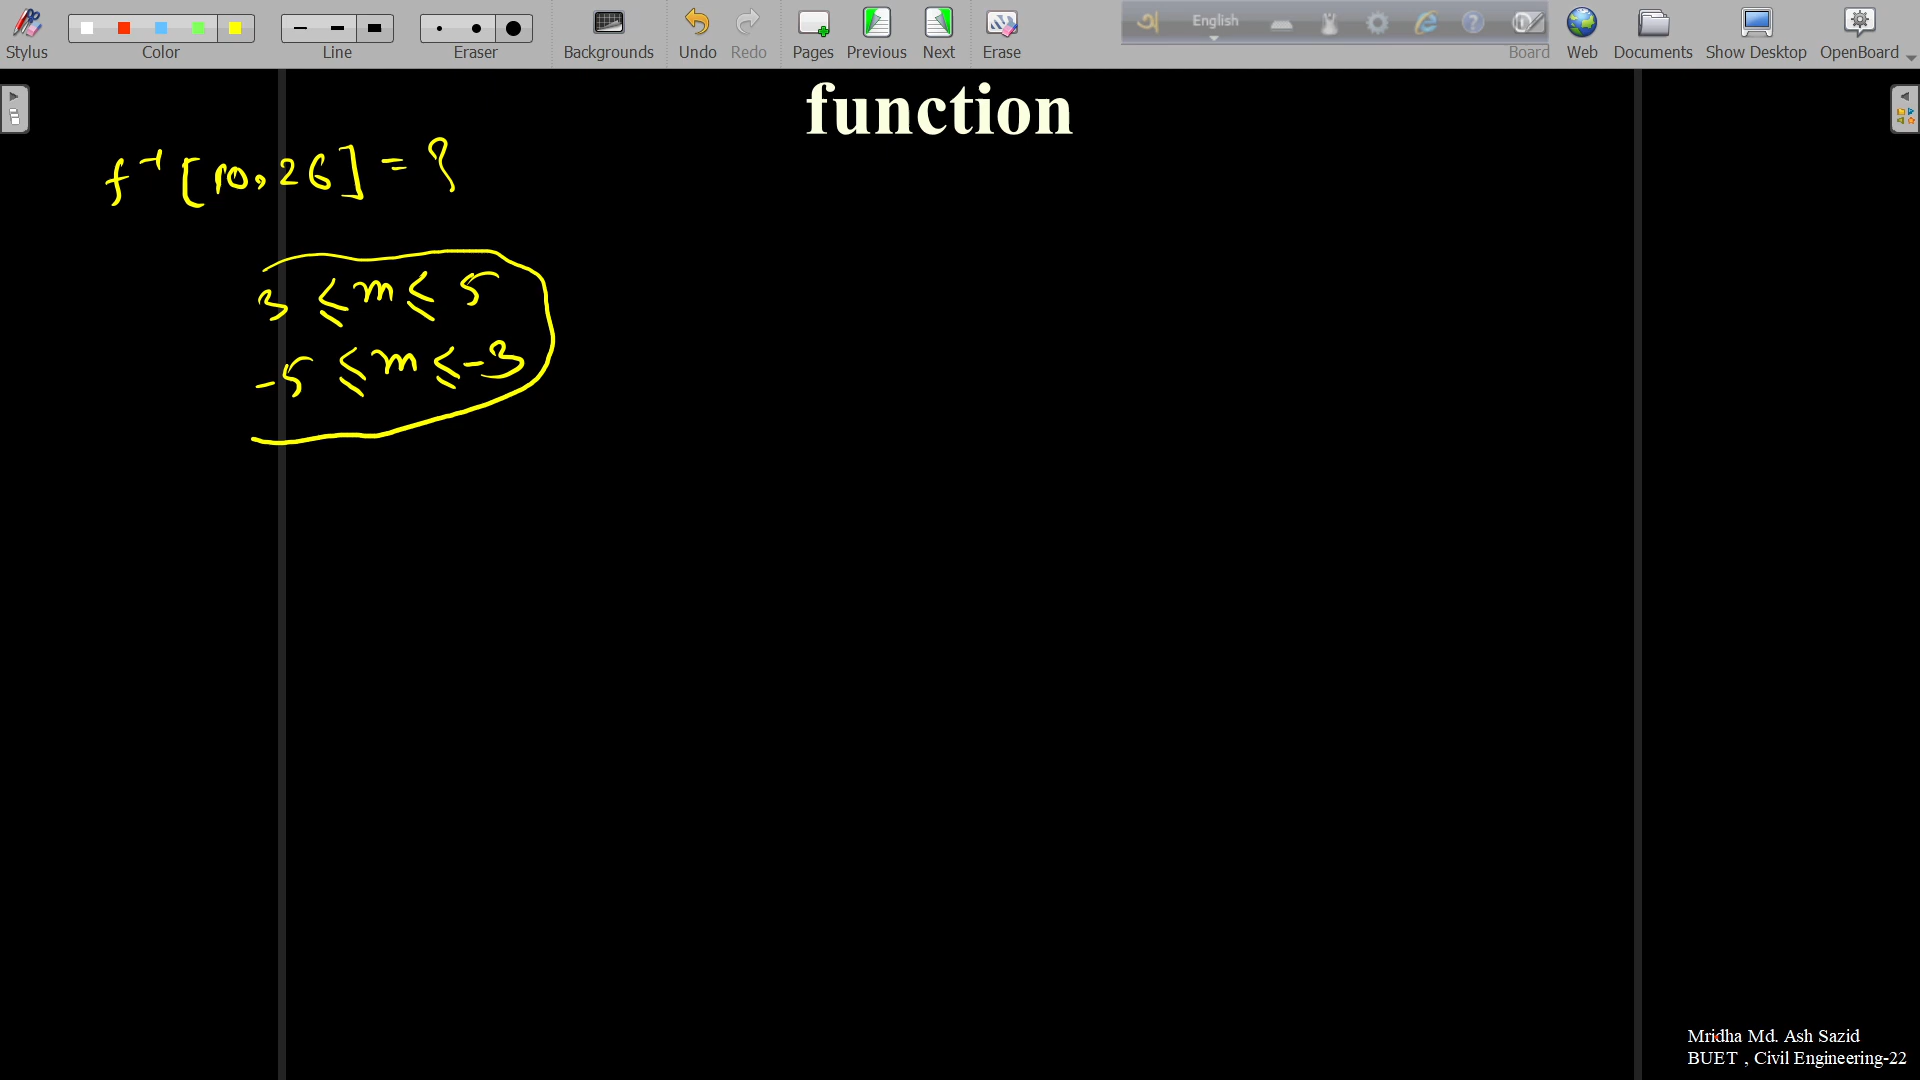 Stylus Color Line Eraser Backgrounds Undo Redo Pages Previous Next Erase English Board Web Documents Show Desktop OpenBoard
function
f⁻¹ [10, 26] = ?
3 ≤ m ≤ 5
-5 ≤ m ≤ -3
Mridha Md. Ash Sazid
BUET , Civil Engineering-22